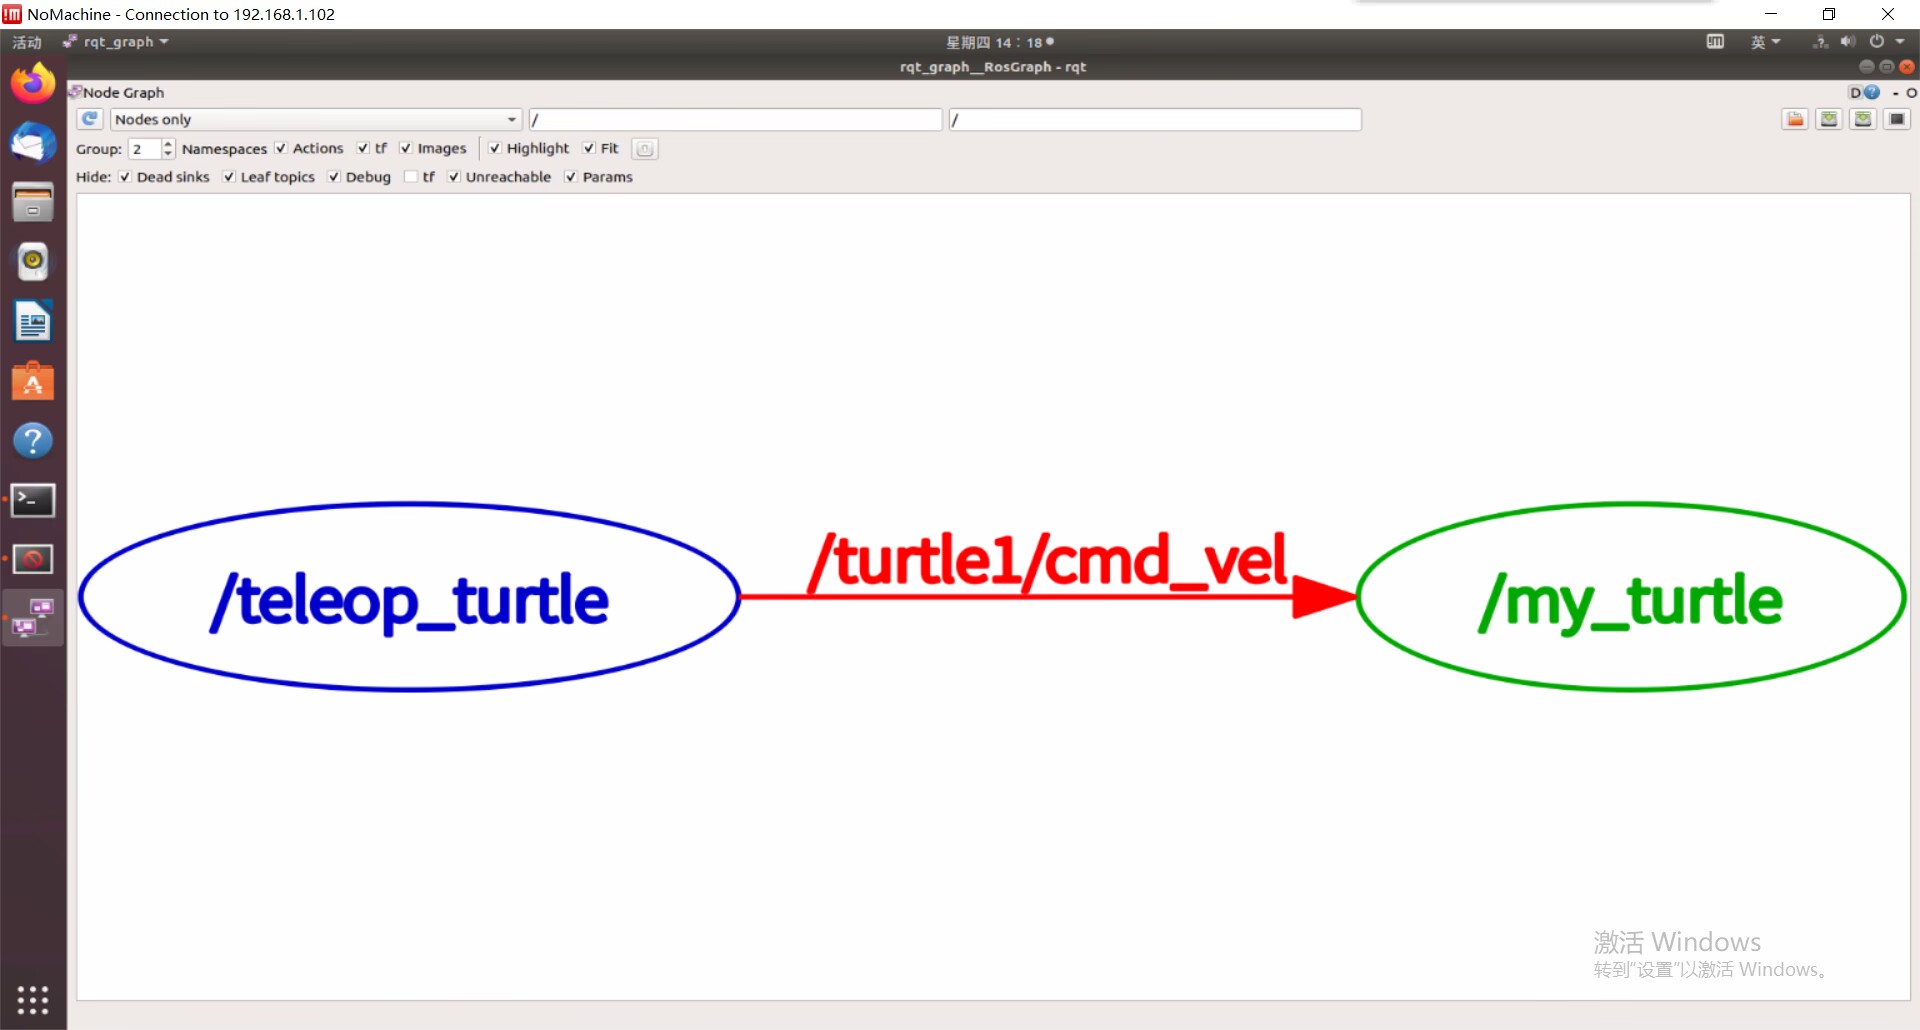 NoMachine - Connection to 192.168.1.102
活动 rqt_graph 星期四 14：18 !m 英 ?
rqt_graph__RosGraph - rqt
Node Graph D ? - O
Nodes only / /
Group: 2 Namespaces Actions tf Images Highlight Fit
Hide: Dead sinks Leaf topics Debug tf Unreachable Params
/teleop_turtle /turtle1/cmd_vel /my_turtle
激活 Windows
转到“设置”以激活 Windows。